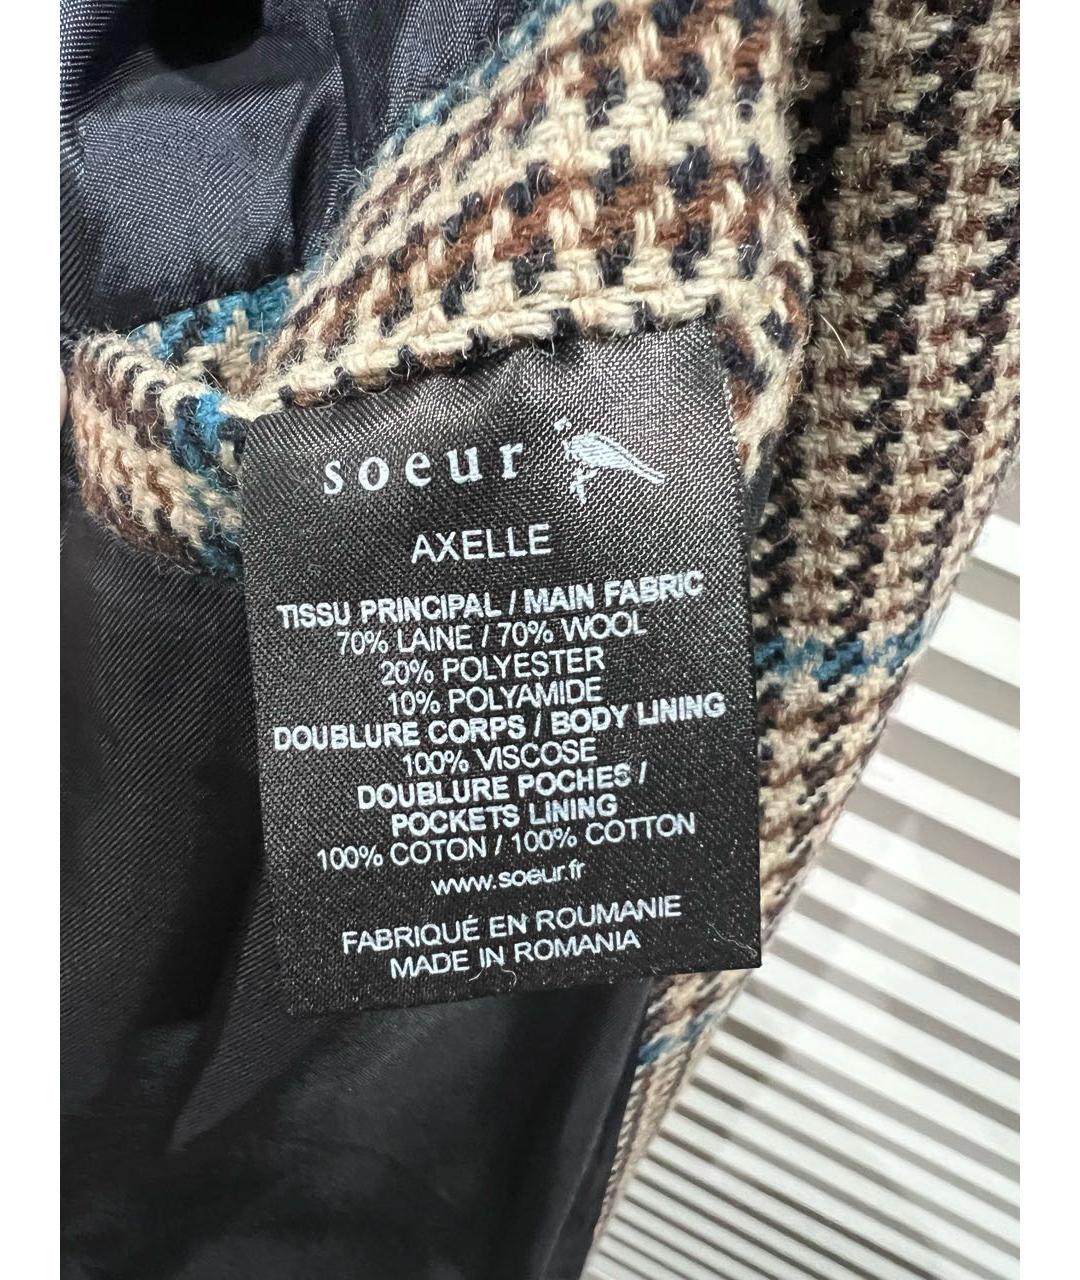 soeur
AXELLE
TISSU PRINCIPAL / MAIN FABRIC
70% LAINE / 70% WOOL
20% POLYESTER
10% POLYAMIDE
DOUBLURE CORPS / BODY LINING
100% VISCOSE
DOUBLURE POCHES /
POCKETS LINING
100% COTON / 100% COTTON
www.soeur.fr
FABRIQUÉ EN ROUMANIE
MADE IN ROMANIA